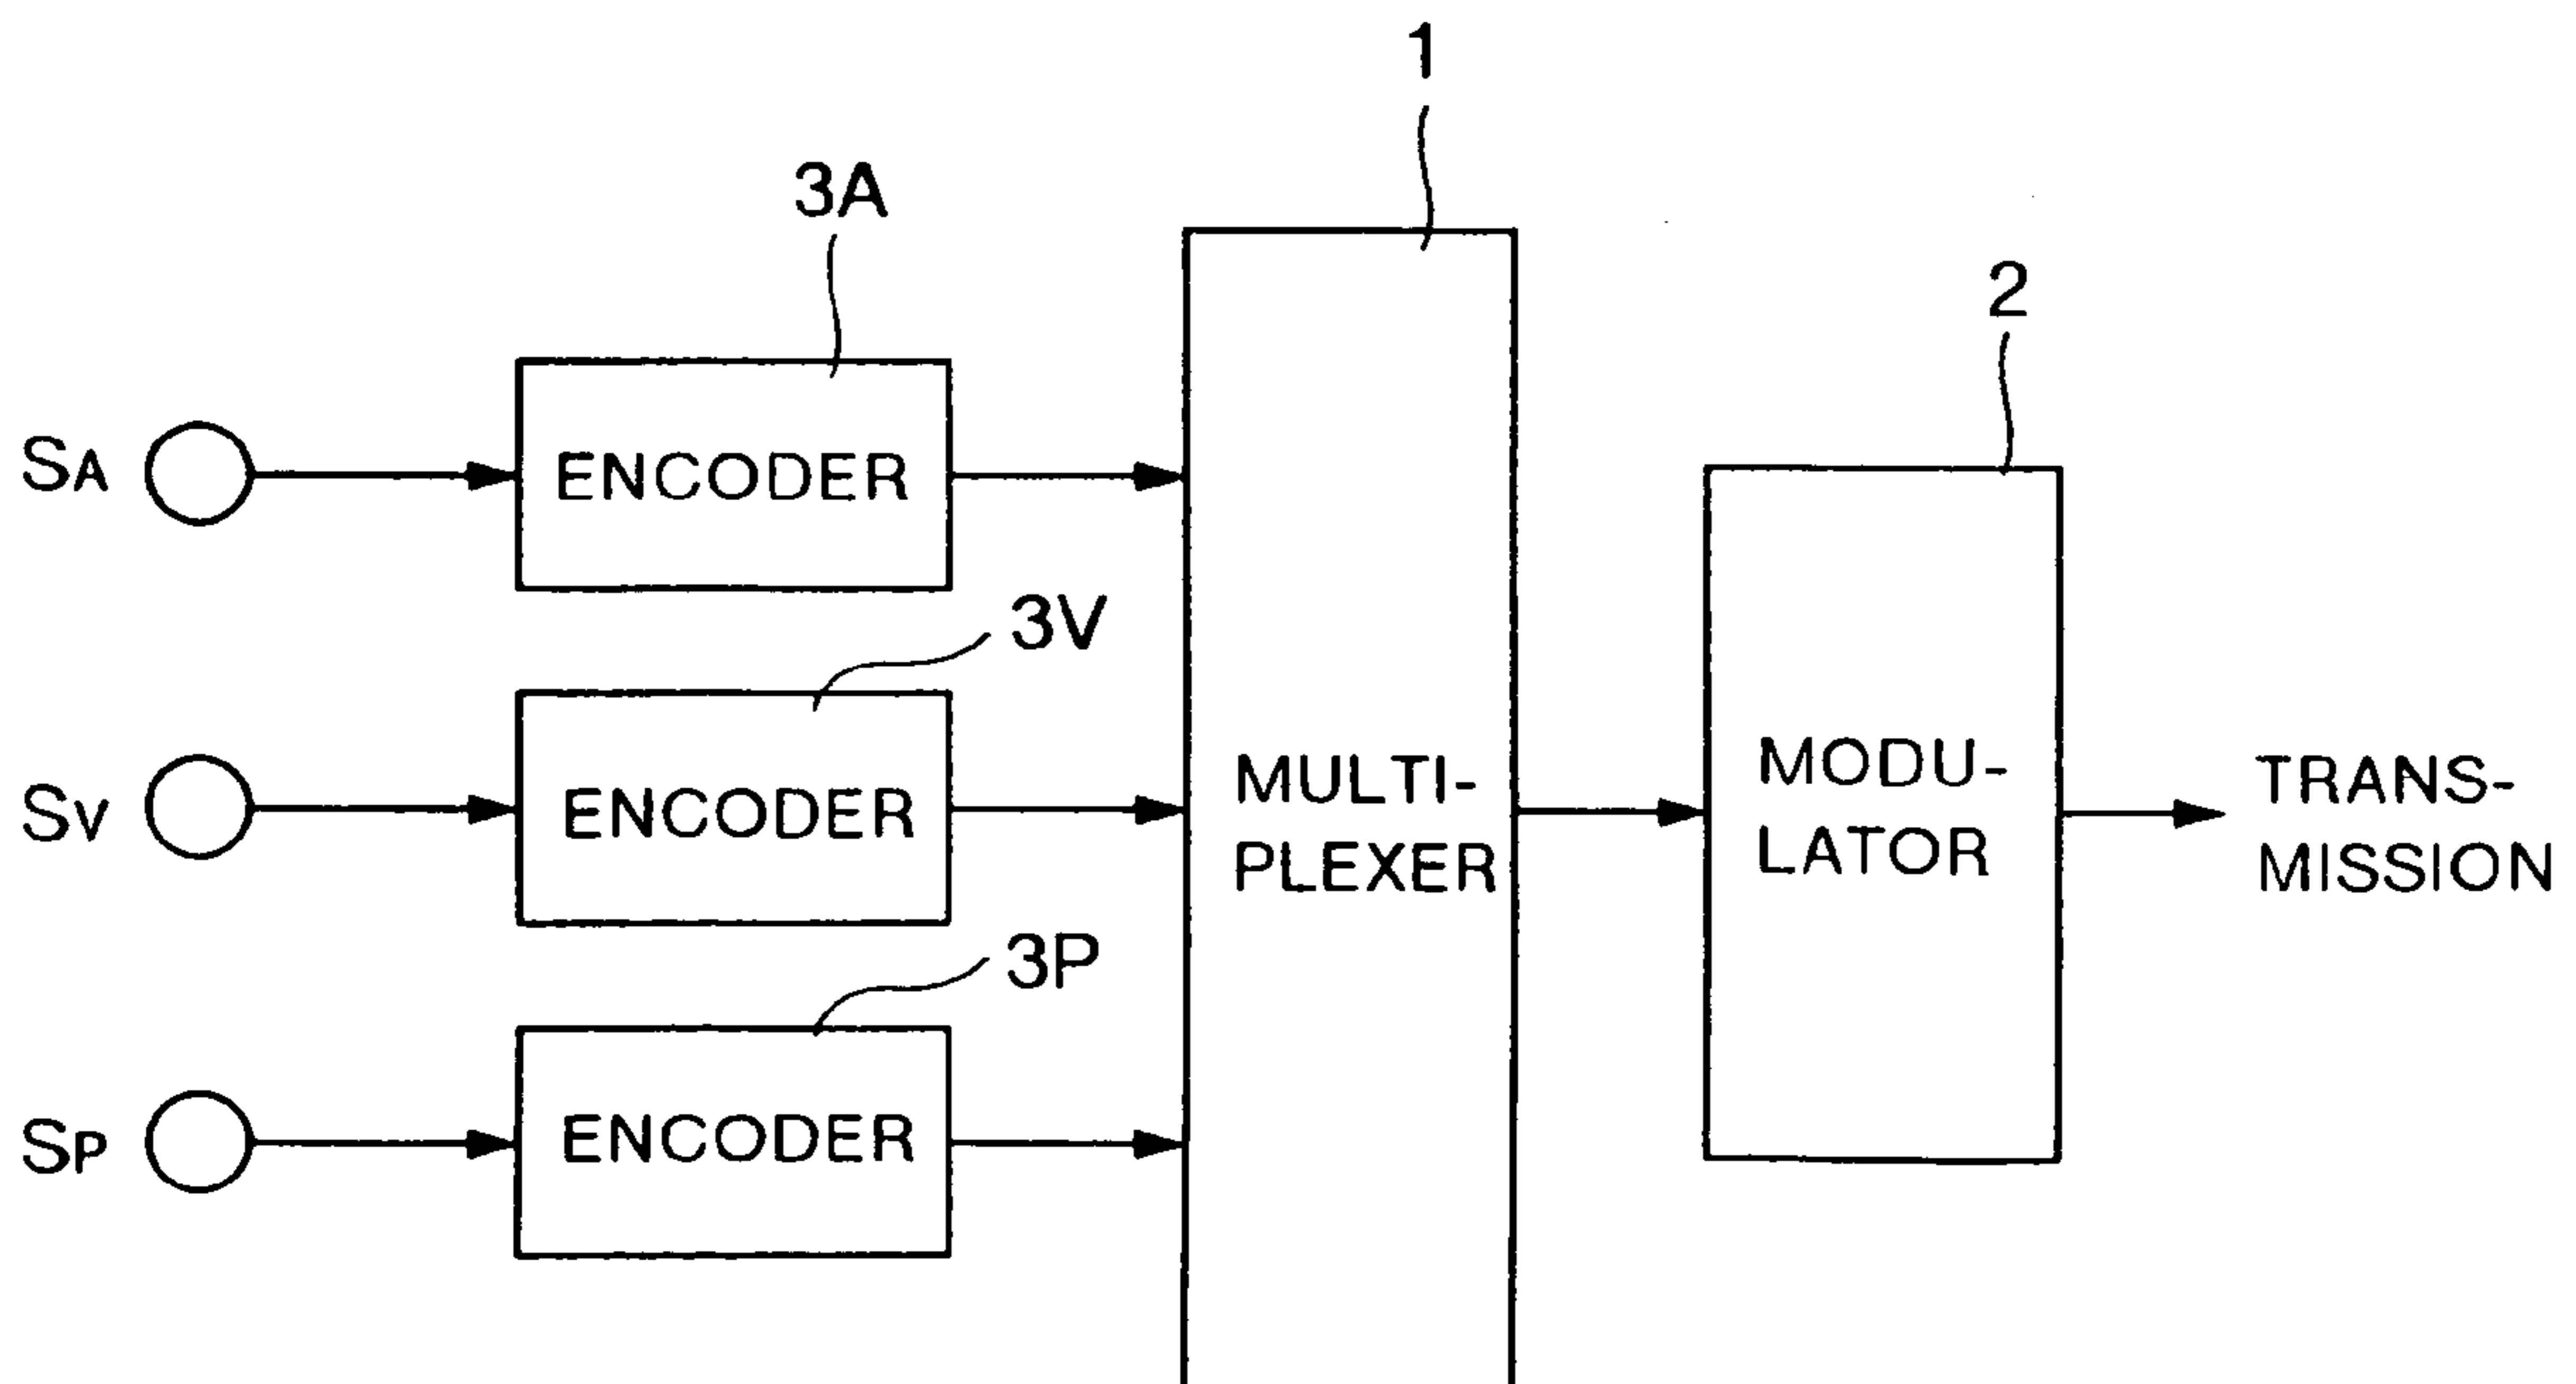 1
3A
2
SA
ENCODER
3V
SV
ENCODER
MULTI-
PLEXER
MODU-
LATOR
TRANS-
MISSION
3P
SP
ENCODER